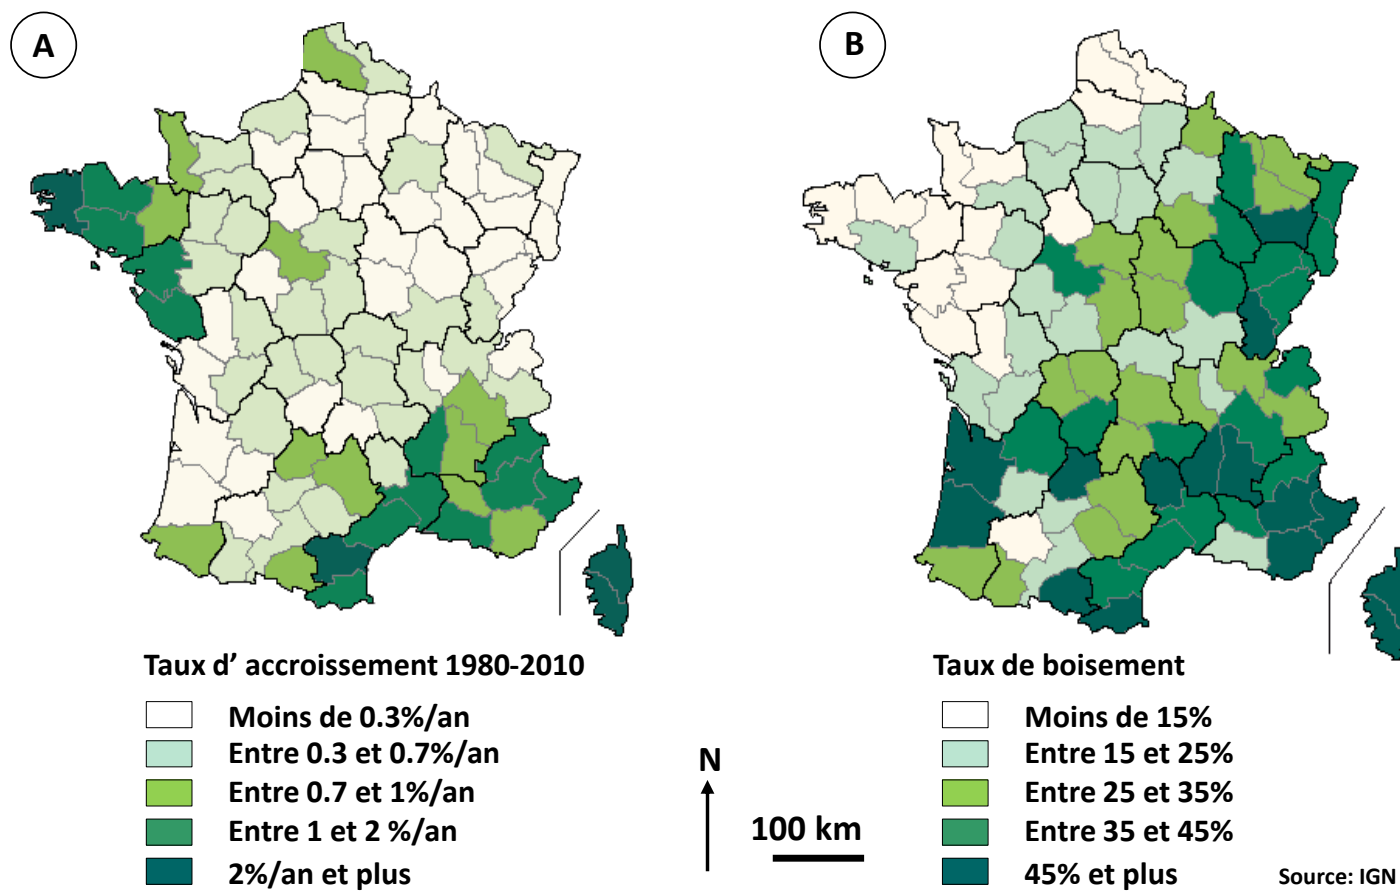 A
B
Taux d’ accroissement 1980-2010
Moins de 0.3%/an
Entre 0.3 et 0.7%/an
Entre 0.7 et 1%/an
Entre 1 et 2 %/an
2%/an et plus
N
100 km
Taux de boisement
Moins de 15%
Entre 15 et 25%
Entre 25 et 35%
Entre 35 et 45%
45% et plus
Source: IGN